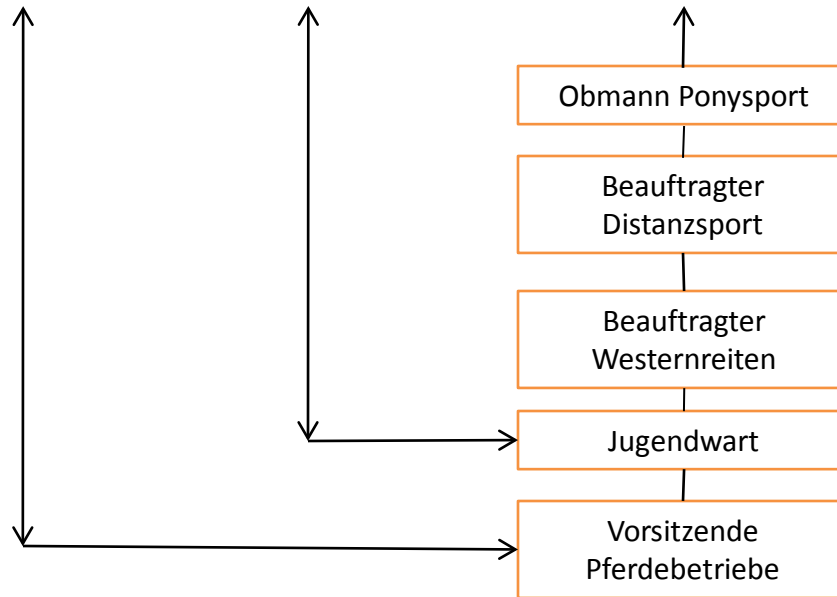 Obmann Ponysport
Beauftragter
Distanzsport
Beauftragter
Westernreiten
Jugendwart
Vorsitzende
Pferdebetriebe